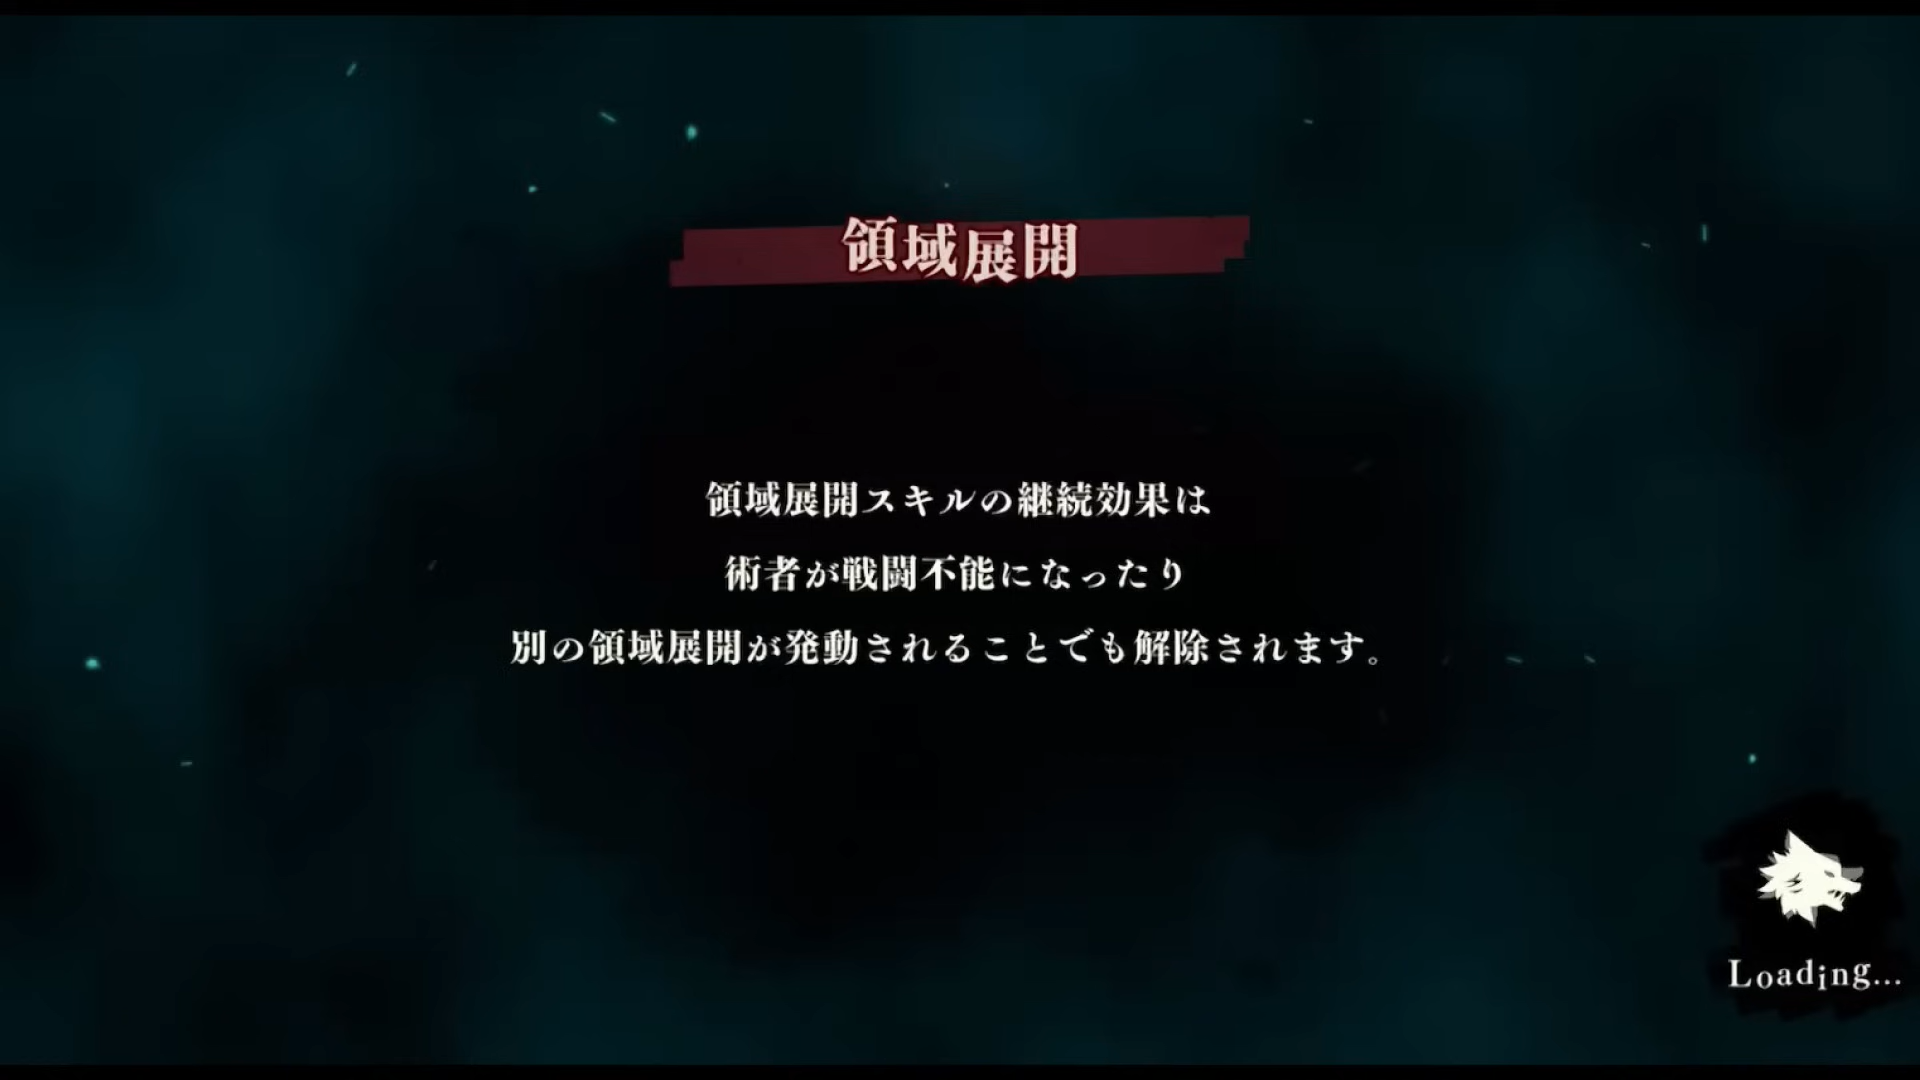 領域展開
領域展開スキルの継続効果は
術者が戦闘不能になったり
別の領域展開が発動されることでも解除されます。
Loading...